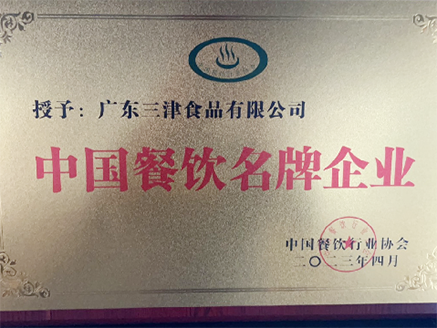 授予：广东三津食品有限公司
中国餐饮名牌企业
中国餐饮行业协会
二〇二三年四月